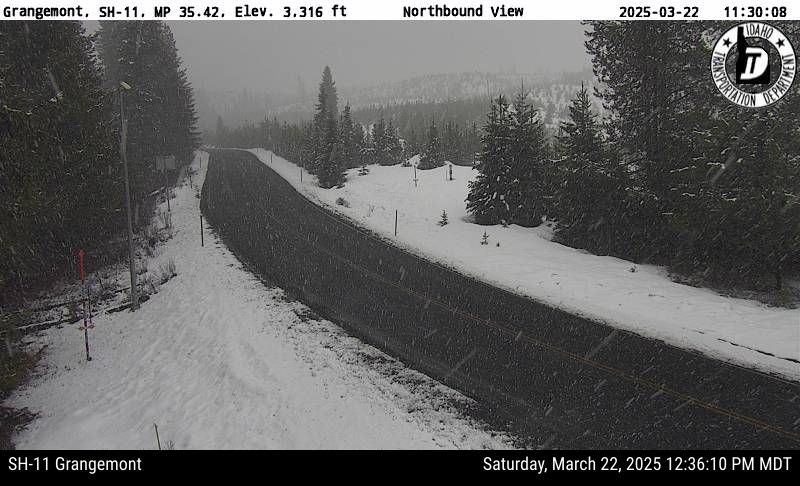 Grangemont, SH-11, MP 35.42, Elev. 3,316 ft Northbound View 2025-03-22 11:30:08
IDAHO
TRANSPORTATION DEPARTMENT
SH-11 Grangemont Saturday, March 22, 2025 12:36:10 PM MDT